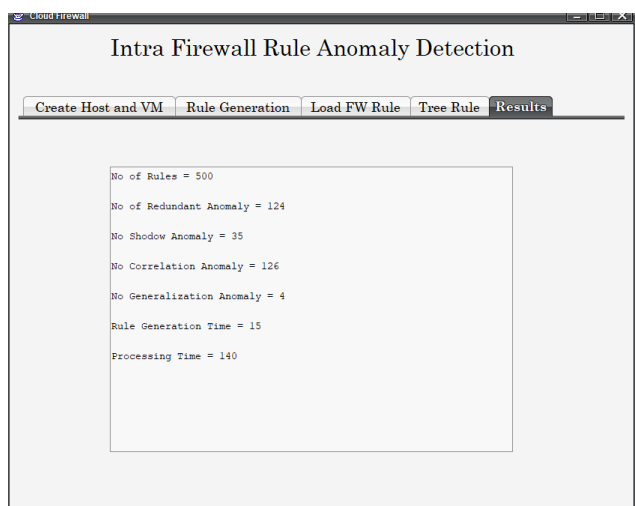 Cloud Firewall
Intra Firewall Rule Anomaly Detection
Create Host and VM Rule Generation Load FW Rule Tree Rule Results
No of Rules = 500
No of Redundant Anomaly = 124
No Shodow Anomaly = 35
No Correlation Anomaly = 126
No Generalization Anomaly = 4
Rule Generation Time = 15
Processing Time = 140